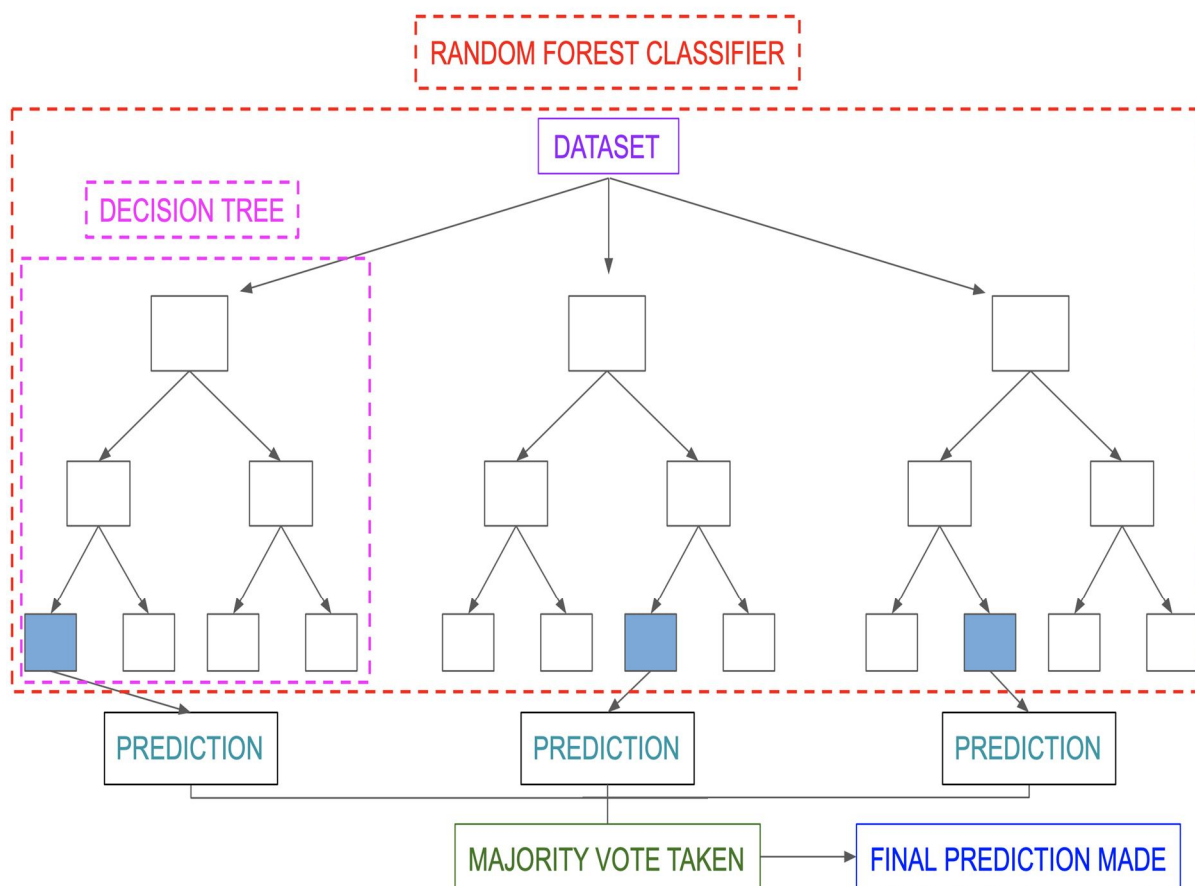 RANDOM FOREST CLASSIFIER
DATASET
DECISION TREE
PREDICTION
PREDICTION
PREDICTION
MAJORITY VOTE TAKEN
FINAL PREDICTION MADE